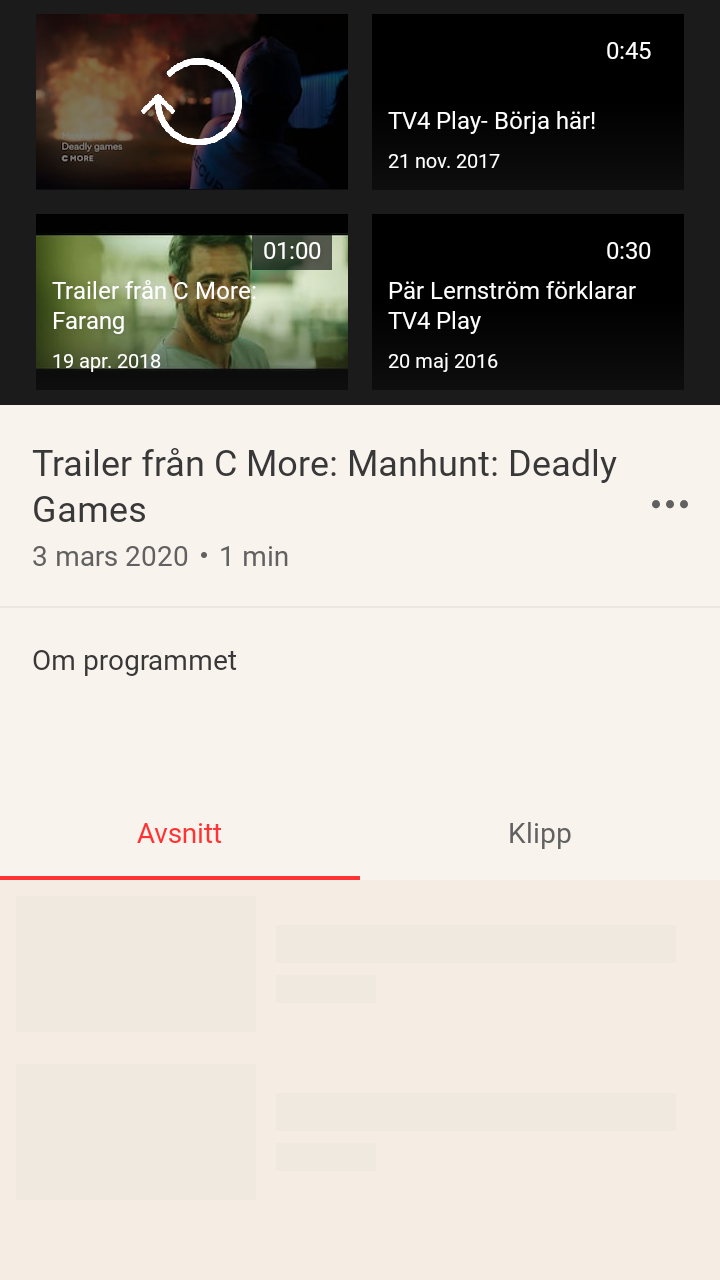 Deadly games
C MORE
0:45
TV4 Play- Börja här!
21 nov. 2017
01:00
Trailer från C More:
Farang
19 apr. 2018
0:30
Pär Lernström förklarar
TV4 Play
20 maj 2016
Trailer från C More: Manhunt: Deadly
Games
3 mars 2020 • 1 min
Om programmet
Avsnitt
Klipp